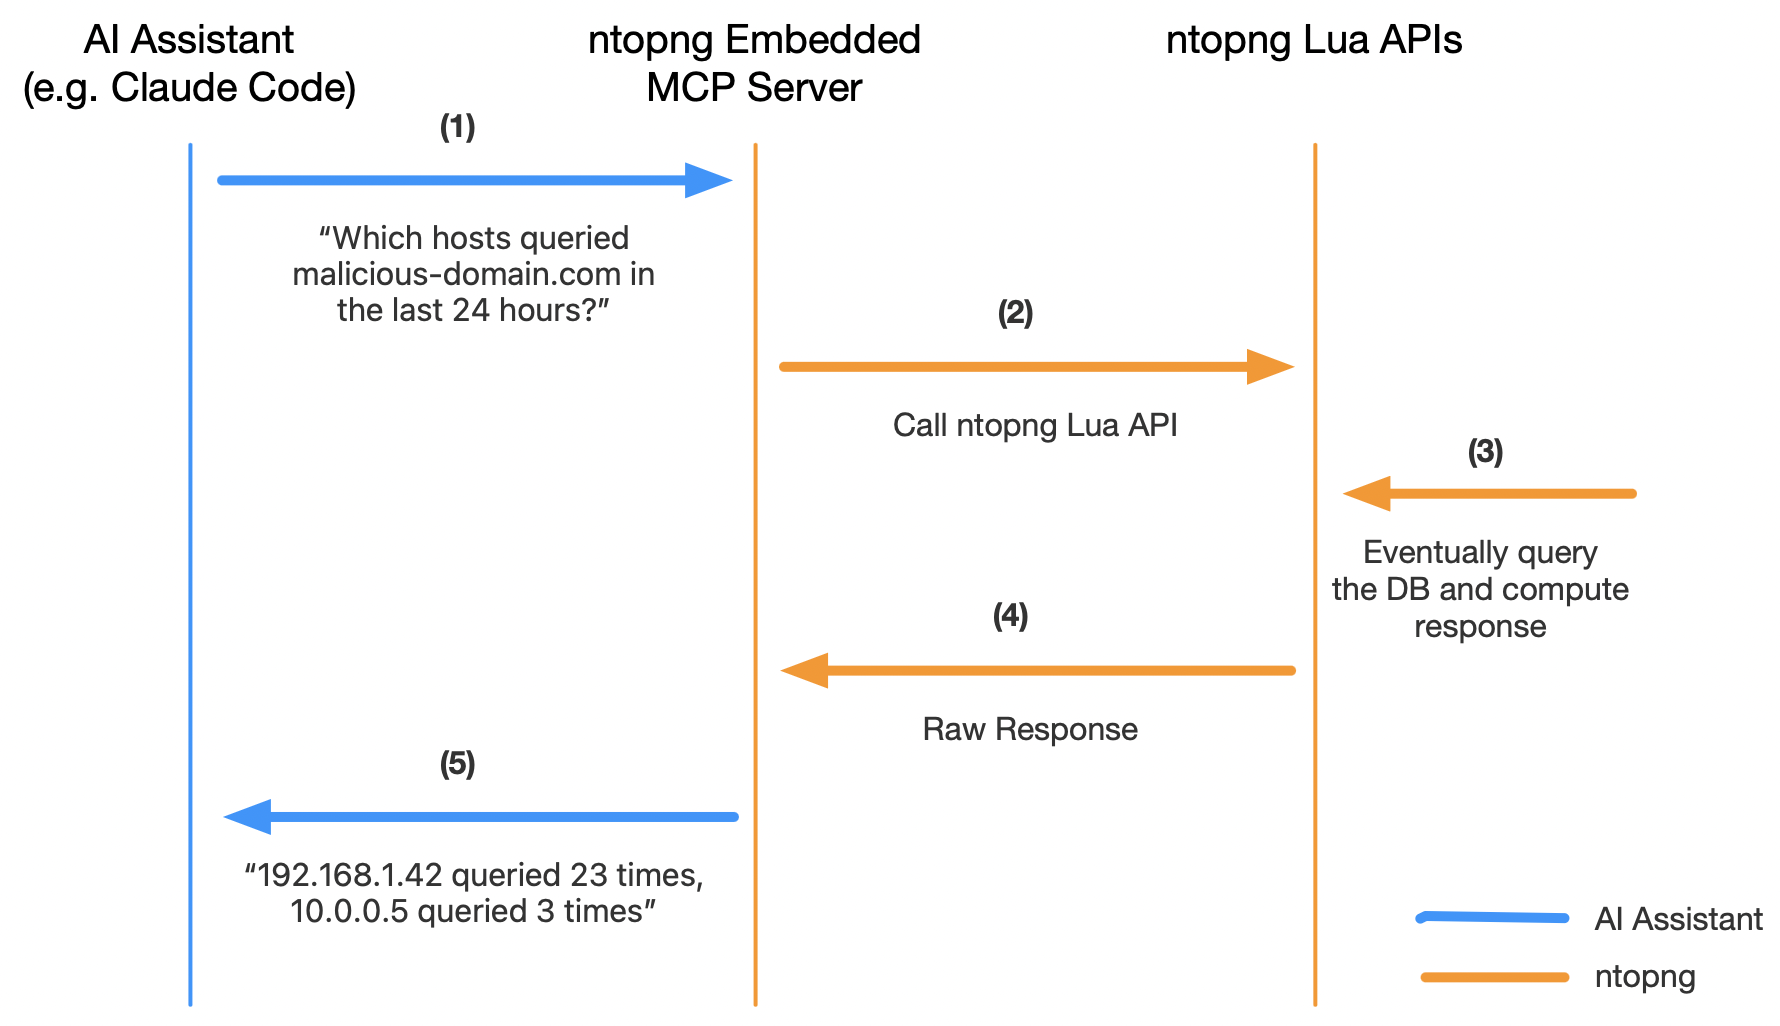 AI Assistant
(e.g. Claude Code)
ntopng Embedded
MCP Server
ntopng Lua APIs
(1)
“Which hosts queried
malicious-domain.com in
the last 24 hours?”
(2)
Call ntopng Lua API
(3)
Eventually query
the DB and compute
response
(4)
Raw Response
(5)
“192.168.1.42 queried 23 times,
10.0.0.5 queried 3 times”
AI Assistant
ntopng